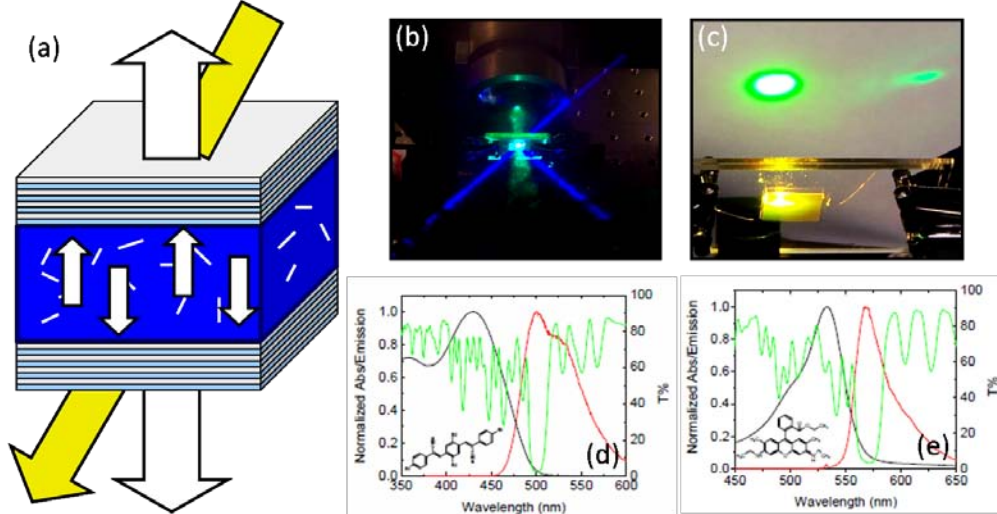 (a)
(b)
(c)
Normalized Abs/Emission
1.0
0.8
0.6
0.4
0.2
0.0
350 400 450 500 550 600
Wavelength (nm)
100
80
60
40
20
0
T%
(d)
Normalized Abs/Emission
1.0
0.8
0.6
0.4
0.2
0.0
450 500 550 600 650
Wavelength (nm)
100
80
60
40
20
0
T%
(e)